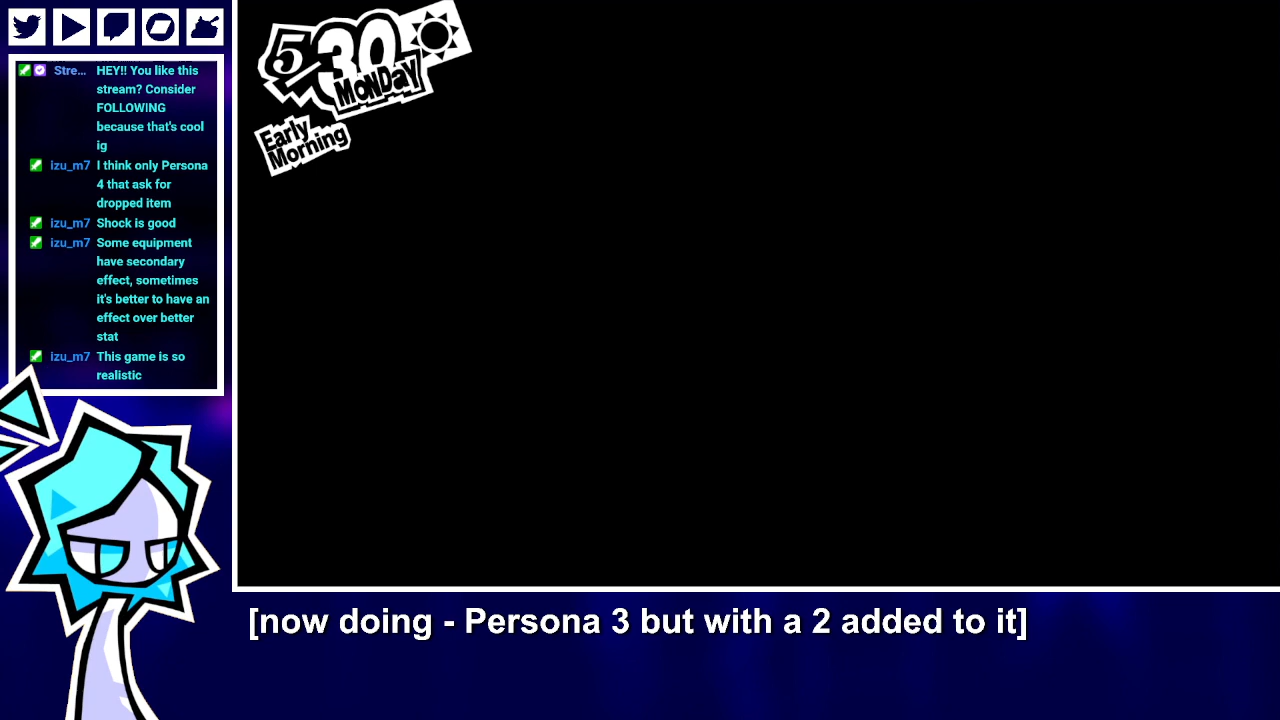 Stre... HEY!! You like this
stream? Consider
FOLLOWING
because that's cool
ig
izu_m7 I think only Persona
4 that ask for
dropped item
izu_m7 Shock is good
izu_m7 Some equipment
have secondary
effect, sometimes
it's better to have an
effect over better
stat
izu_m7 This game is so
realistic
5/30
MONDaY
Early
Morning
[now doing - Persona 3 but with a 2 added to it]